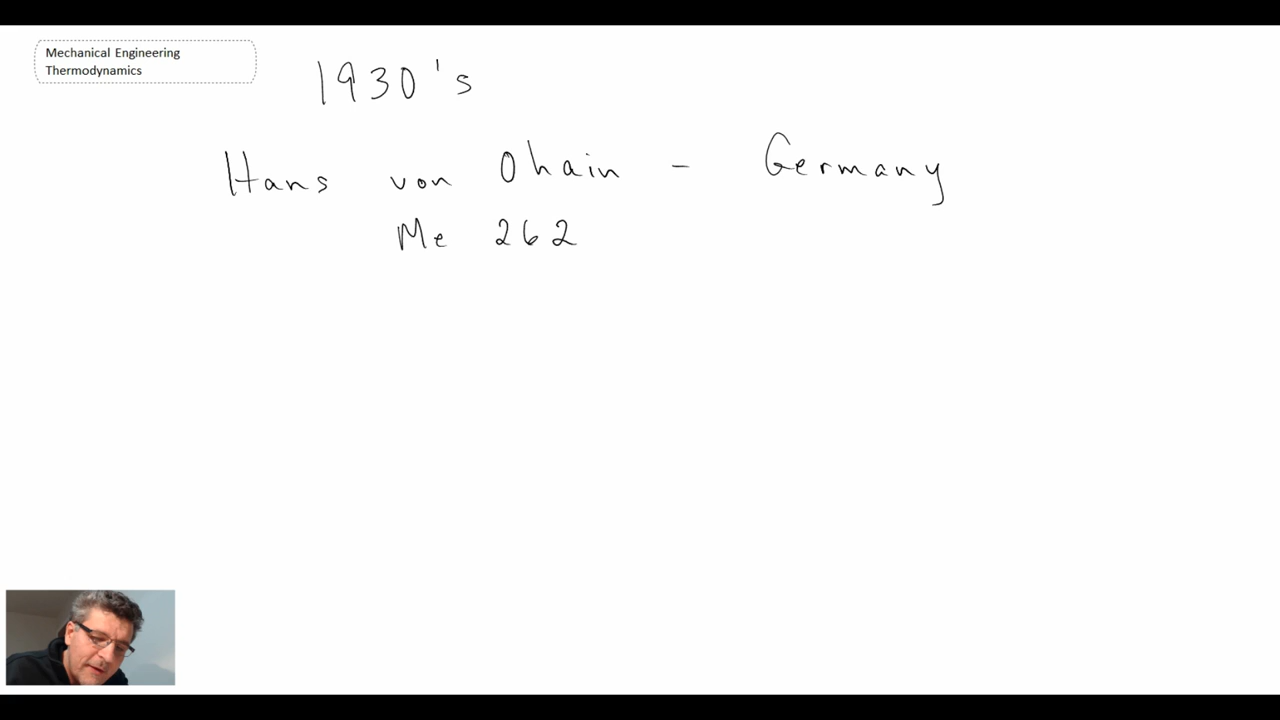 Mechanical Engineering
Thermodynamics
1930's
Hans von Ohain - Germany
Me 262